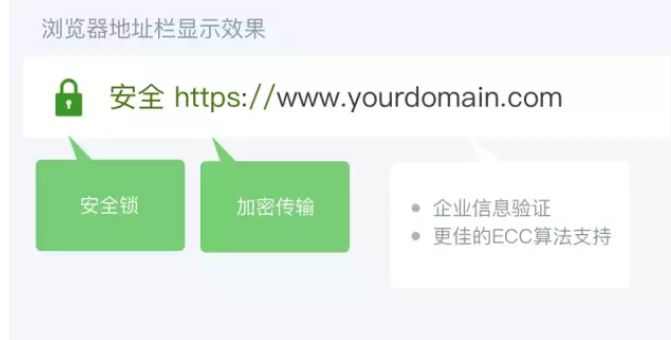 浏览器地址栏显示效果
安全 https://www.yourdomain.com
安全锁
加密传输
企业信息验证
更佳的ECC算法支持